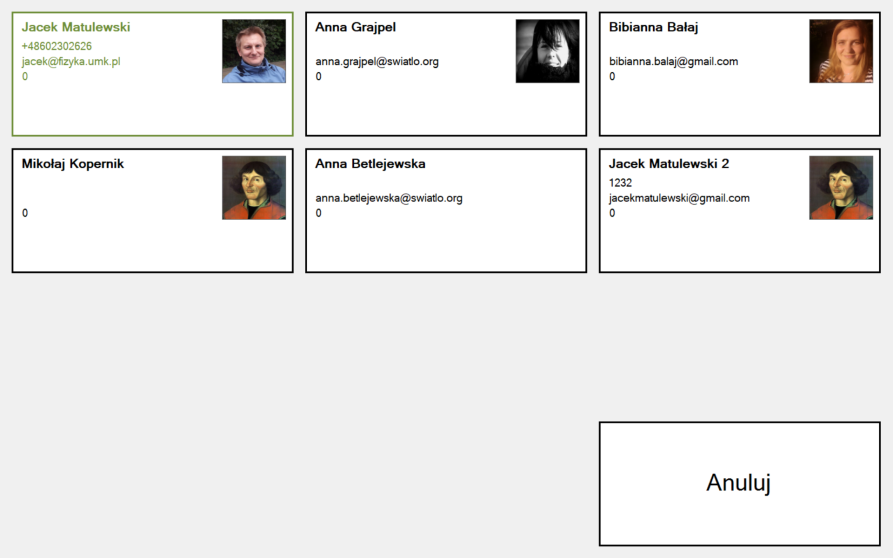 Jacek Matulewski
+48602302626
jacek@fizyka.umk.pl
0
Anna Grajpel
anna.grajpel@swiatlo.org
0
Bibianna Bałaj
bibianna.balaj@gmail.com
0
Mikołaj Kopernik
0
Anna Betlejewska
anna.betlejewska@swiatlo.org
0
Jacek Matulewski 2
1232
jacekmatulewski@gmail.com
0
Anuluj